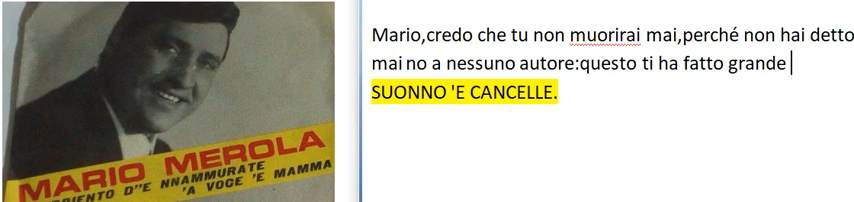 MARIO MEROLA
D''E NNAMMURATE
'A VOCE 'E MAMMA
Mario,credo che tu non muorirai mai,perché non hai detto
mai no a nessuno autore:questo ti ha fatto grande
SUONNO 'E CANCELLE.